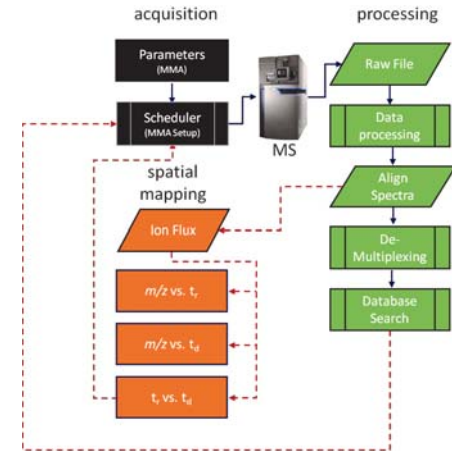 acquisition
processing
Parameters
(MMA)
Scheduler
(MMA Setup)
MS
Raw File
Data
processing
Align
Spectra
De-
Multiplexing
Database
Search
spatial
mapping
Ion Flux
m/z vs. tr
m/z vs. td
tr vs. td